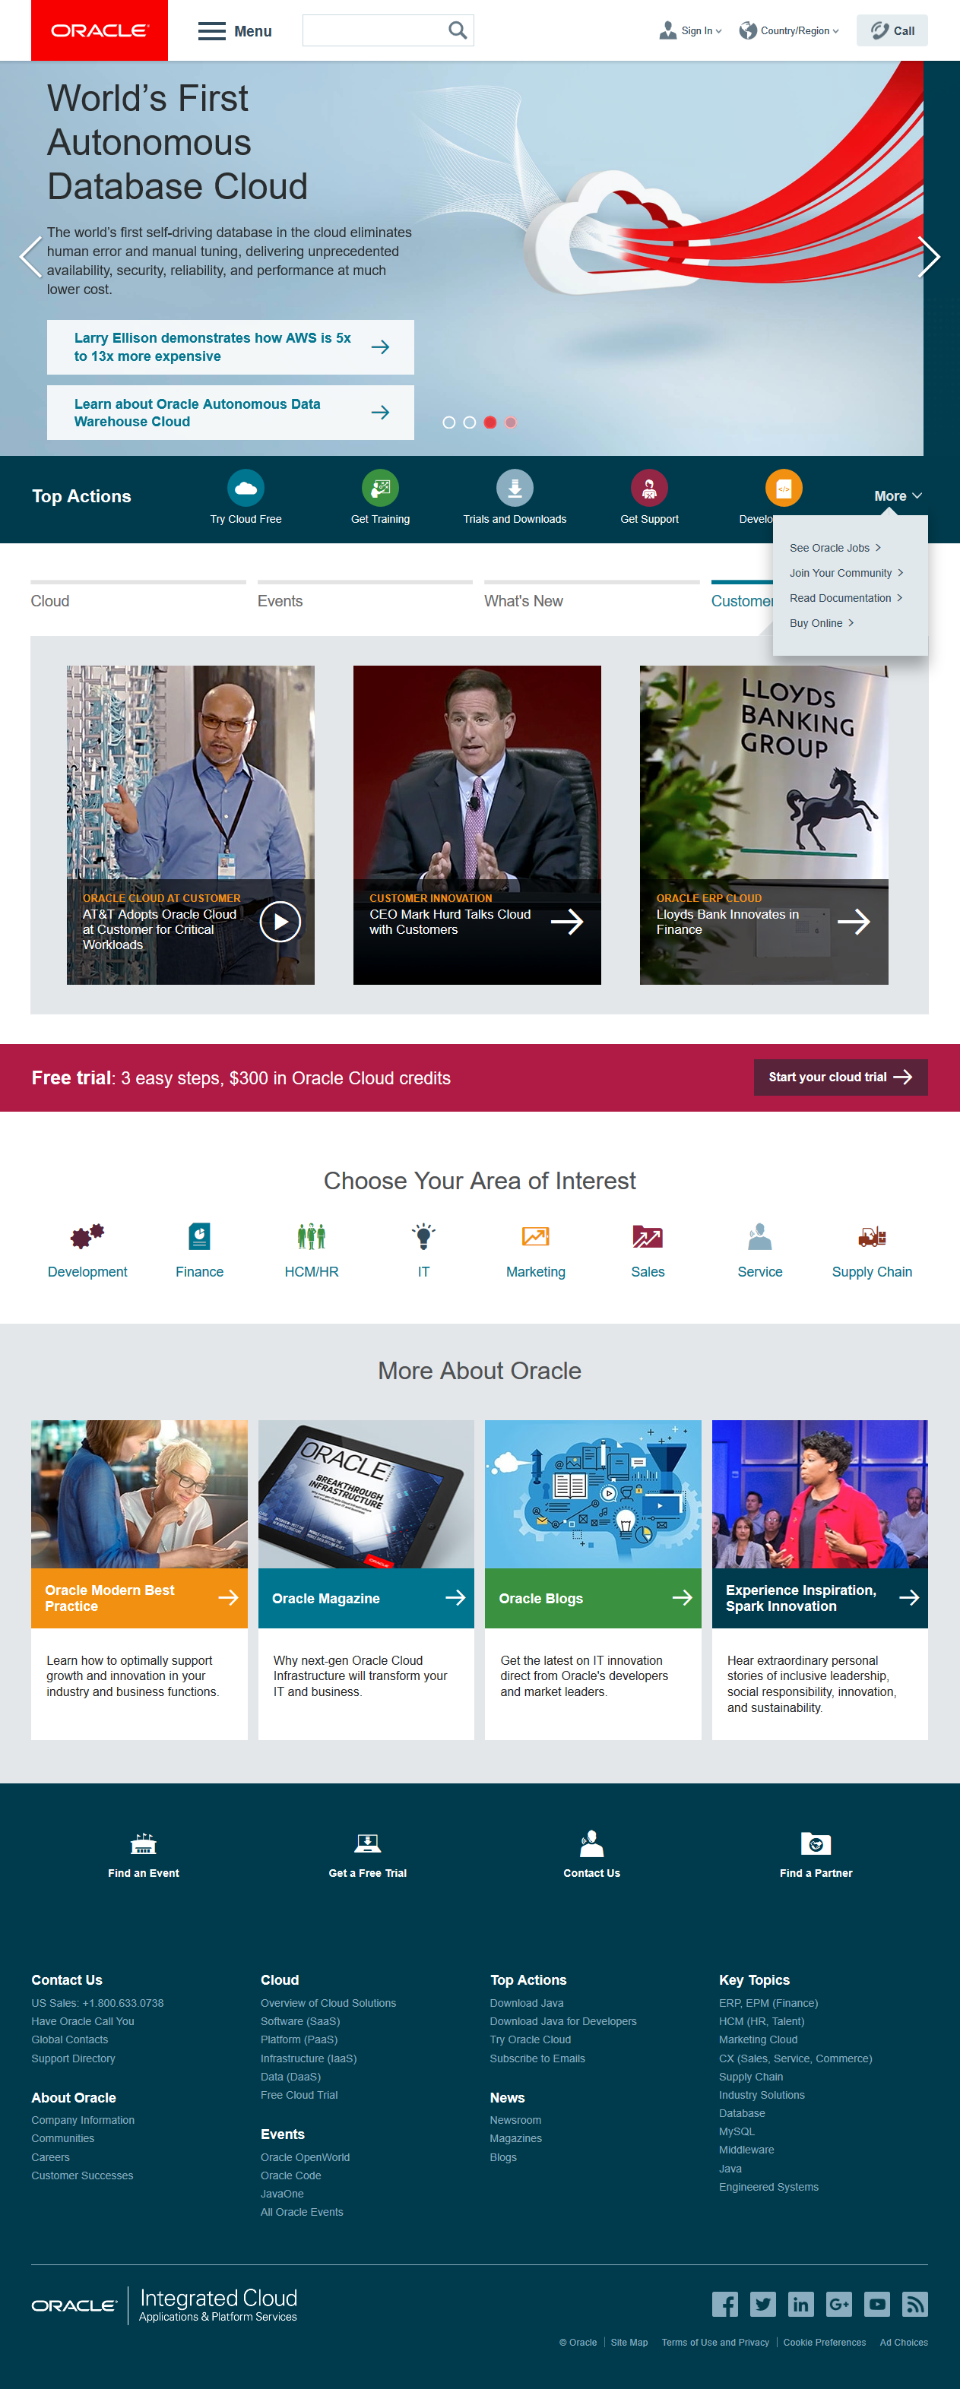 ORACLE
Menu
Sign In
Country/Region
Call
World's First
Autonomous
Database Cloud
The world's first self-driving database in the cloud eliminates
human error and manual tuning, delivering unprecedented
availability, security, reliability, and performance at much
lower cost.
Larry Ellison demonstrates how AWS is 5x
to 13x more expensive
Learn about Oracle Autonomous Data
Warehouse Cloud
Top Actions
Try Cloud Free
Get Training
Trials and Downloads
Get Support
Develo
More
See Oracle Jobs
Join Your Community
Read Documentation
Buy Online
Cloud
Events
What's New
Custome
LLOYDS
BANKING
GROUP
ORACLE CLOUD AT CUSTOMER
AT&T Adopts Oracle Cloud
at Customer for Critical
Workloads
CUSTOMER INNOVATION
CEO Mark Hurd Talks Cloud
with Customers
ORACLE ERP CLOUD
Lloyds Bank Innovates in
Finance
Free trial: 3 easy steps, $300 in Oracle Cloud credits
Start your cloud trial
Choose Your Area of Interest
Development
Finance
HCM/HR
IT
Marketing
Sales
Service
Supply Chain
More About Oracle
ORACLE
BREAKTHROUGH
INFRASTRUCTURE
Oracle Modern Best
Practice
Oracle Magazine
Oracle Blogs
Experience Inspiration,
Spark Innovation
Learn how to optimally support
growth and innovation in your
industry and business functions.
Why next-gen Oracle Cloud
Infrastructure will transform your
IT and business.
Get the latest on IT innovation
direct from Oracle's developers
and market leaders.
Hear extraordinary personal
stories of inclusive leadership,
social responsibility, innovation,
and sustainability.
Find an Event
Get a Free Trial
Contact Us
Find a Partner
Contact Us
US Sales: +1.800.633.0738
Have Oracle Call You
Global Contacts
Support Directory
About Oracle
Company Information
Communities
Careers
Customer Successes
Cloud
Overview of Cloud Solutions
Software (SaaS)
Platform (PaaS)
Infrastructure (IaaS)
Data (DaaS)
Free Cloud Trial
Events
Oracle OpenWorld
Oracle Code
JavaOne
All Oracle Events
Top Actions
Download Java
Download Java for Developers
Try Oracle Cloud
Subscribe to Emails
News
Newsroom
Magazines
Blogs
Key Topics
ERP, EPM (Finance)
HCM (HR, Talent)
Marketing Cloud
CX (Sales, Service, Commerce)
Supply Chain
Industry Solutions
Database
MySQL
Middleware
Java
Engineered Systems
ORACLE
Integrated Cloud
Applications & Platform Services
© Oracle
Site Map
Terms of Use and Privacy
Cookie Preferences
Ad Choices